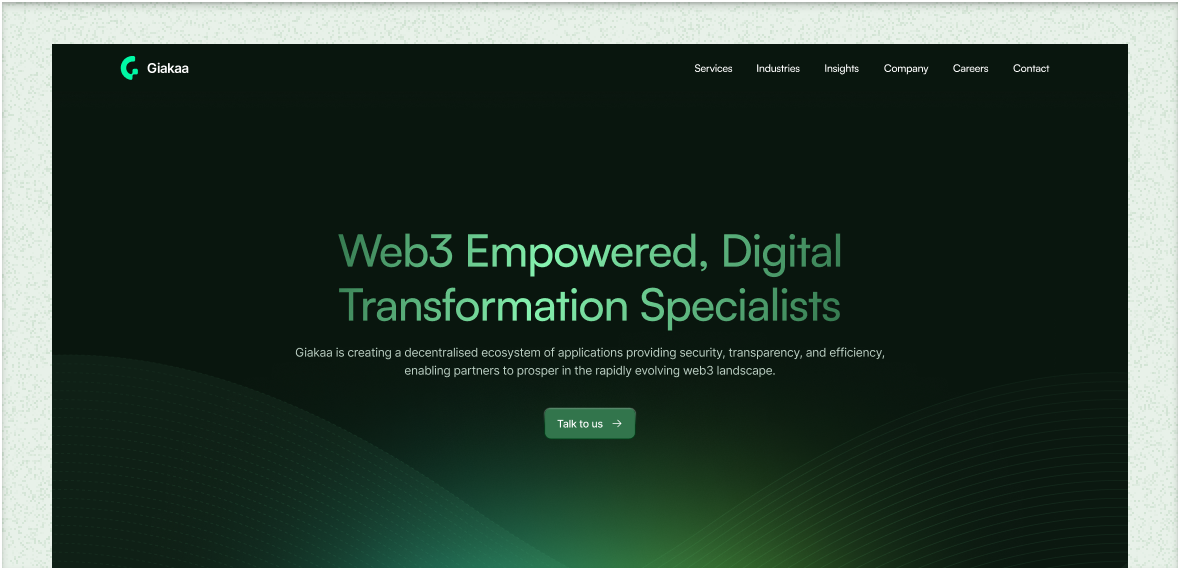 Giakaa
Services Industries Insights Company Careers Contact
Web3 Empowered, Digital
Transformation Specialists
Giakaa is creating a decentralised ecosystem of applications providing security, transparency, and efficiency,
enabling partners to prosper in the rapidly evolving web3 landscape.
Talk to us →